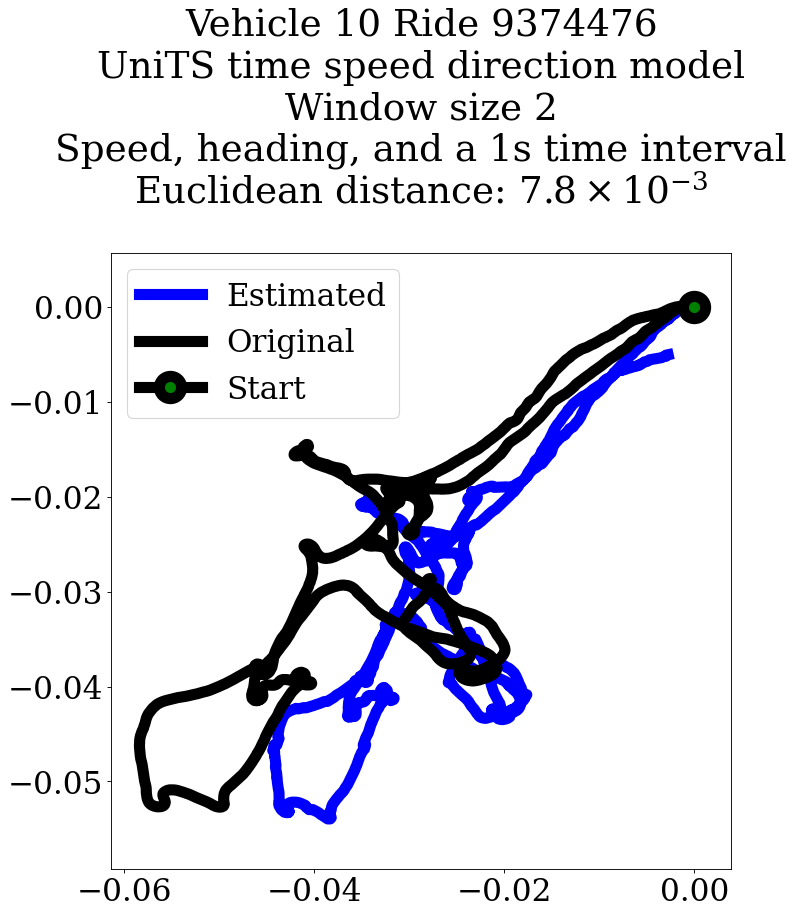 Vehicle 10 Ride 9374476
UniTS time speed direction model
Window size 2
Speed, heading, and a 1s time interval
Euclidean distance: 7.8 × 10⁻³
Estimated
Original
Start
0.00
−0.01
−0.02
−0.03
−0.04
−0.05
−0.06 −0.04 −0.02 0.00